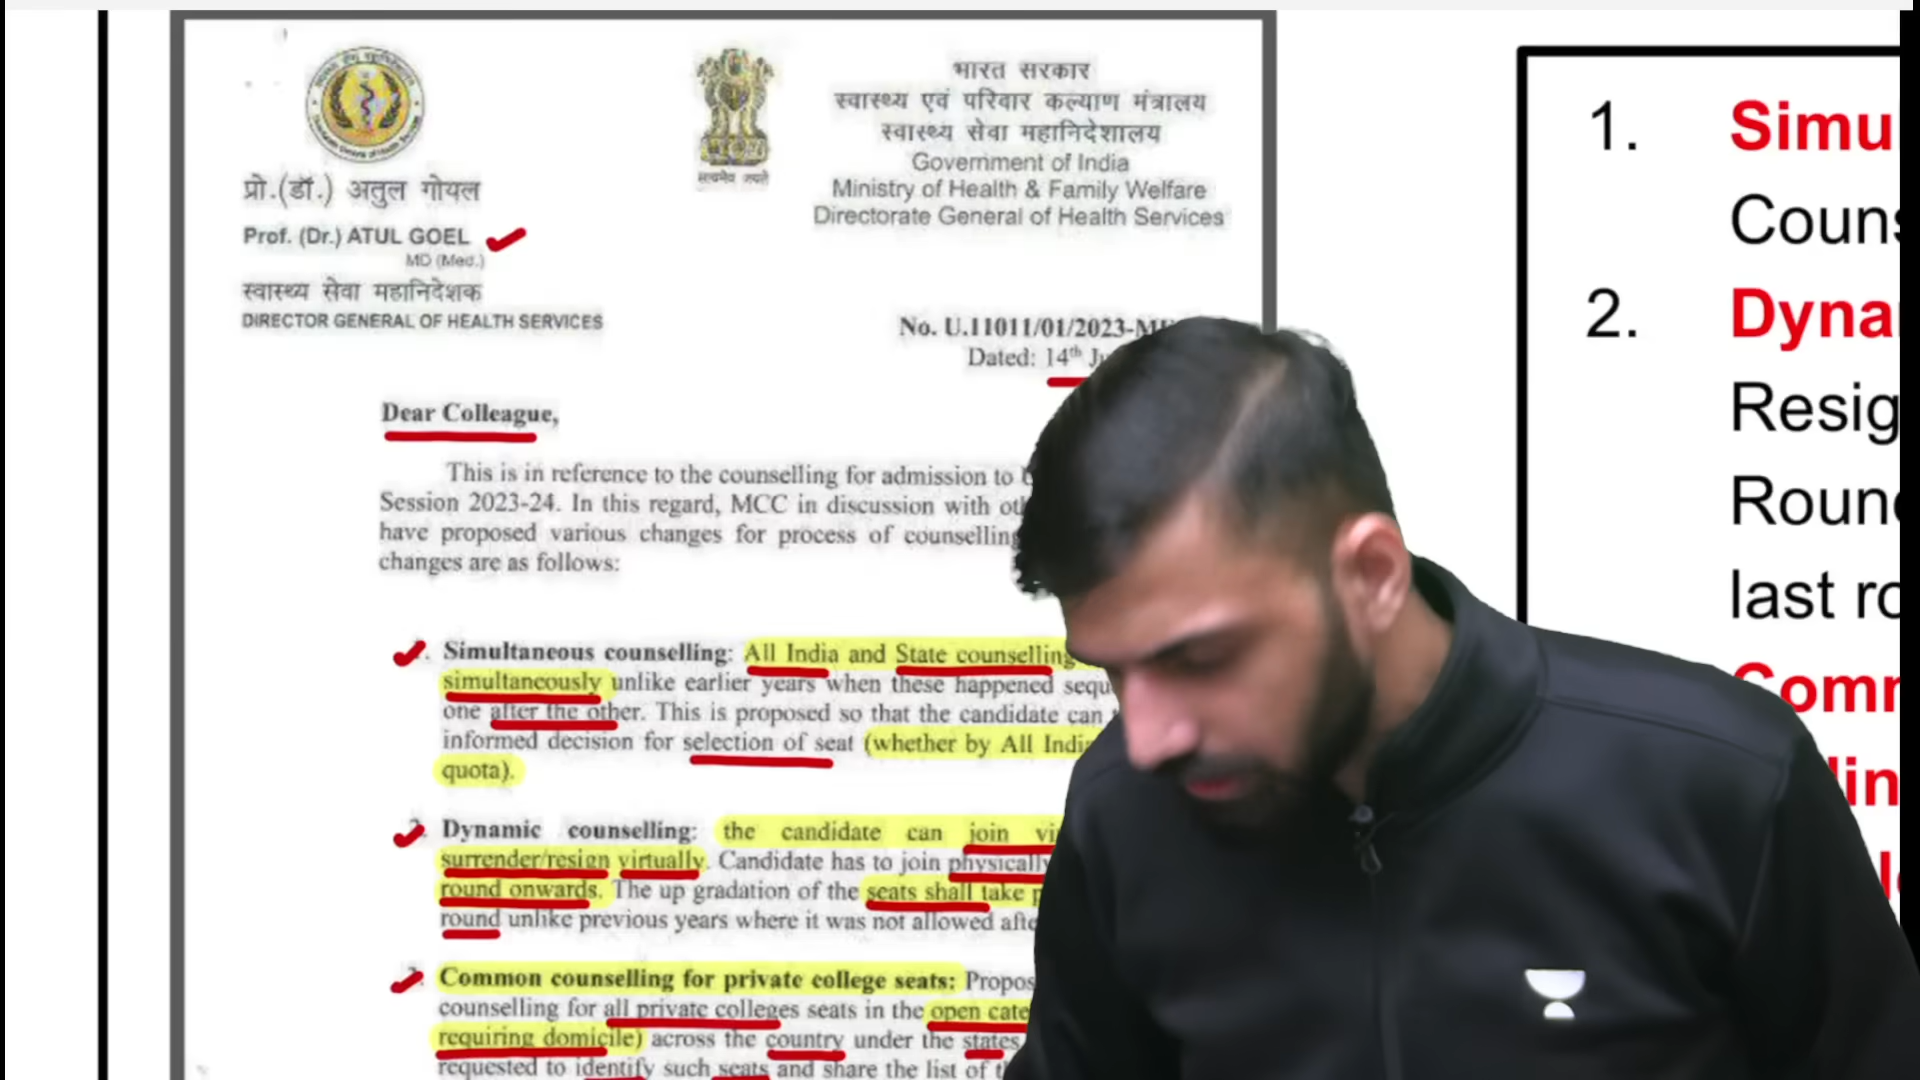 प्रो.(डॉ.) अतुल गोयल
Prof. (Dr.) ATUL GOEL
MD (Med.)
स्वास्थ्य सेवा महानिदेशक
DIRECTOR GENERAL OF HEALTH SERVICES
सत्यमेव जयते
भारत सरकार
स्वास्थ्य एवं परिवार कल्याण मंत्रालय
स्वास्थ्य सेवा महानिदेशालय
Government of India
Ministry of Health & Family Welfare
Directorate General of Health Services
No. U.11011/01/2023-M
Dated: 14th J
Dear Colleague,
This is in reference to the counselling for admission to
Session 2023-24. In this regard, MCC in discussion with
have proposed various changes for process of counselling
changes are as follows:
Simultaneous counselling: All India and State counselling
simultaneously unlike earlier years when these happened
one after the other. This is proposed so that the candidate can
informed decision for selection of seat (whether by All
quota).
Dynamic counselling: the candidate can join
surrender/resign virtually. Candidate has to join physically
round onwards. The up gradation of the seats shall take
round unlike previous years where it was not allowed
Common counselling for private college seats:
counselling for all private colleges seats in the open
requiring domicile) across the country under the states
requested to identify such seats and share the list of
1. Simu
Couns
2. Dyna
Resig
Round
last ro
Comm